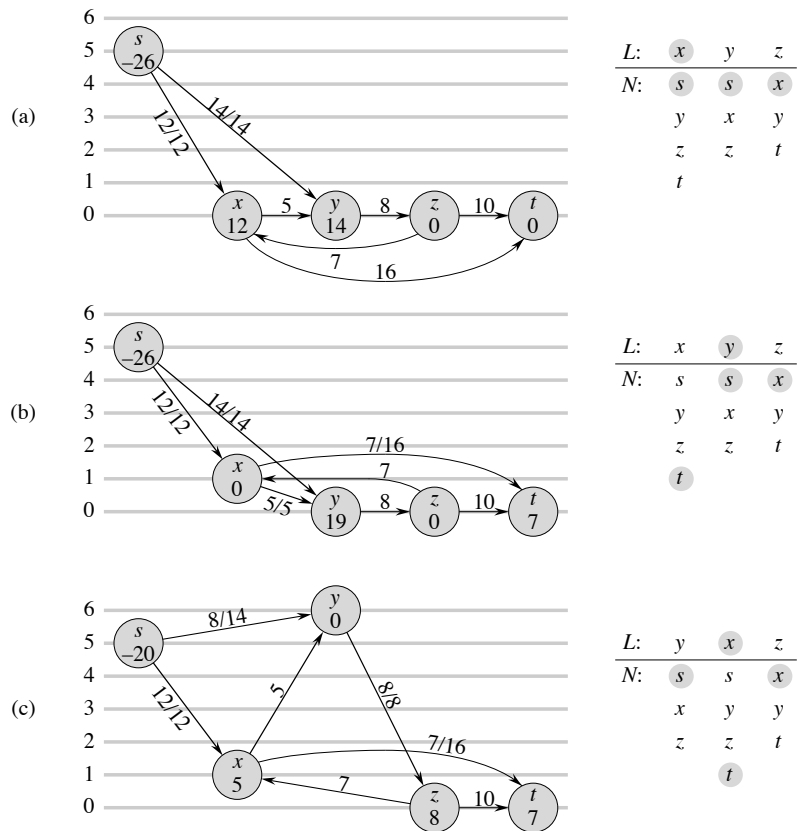 (a)
6
5
4
3
2
1
0
s
–26
12/12
14/14
x
12
5
y
14
8
z
0
10
t
0
7
16
L: x y z
N: s s x
y x y
z z t
t
(b)
6
5
4
3
2
1
0
s
–26
12/12
14/14
7/16
7
x
0
5/5
y
19
8
z
0
10
t
7
L: x y z
N: s s x
y x y
z z t
t
(c)
6
5
4
3
2
1
0
s
–20
8/14
y
0
12/12
5
8/8
7/16
x
5
7
z
8
10
t
7
L: y x z
N: s s x
x y y
z z t
t